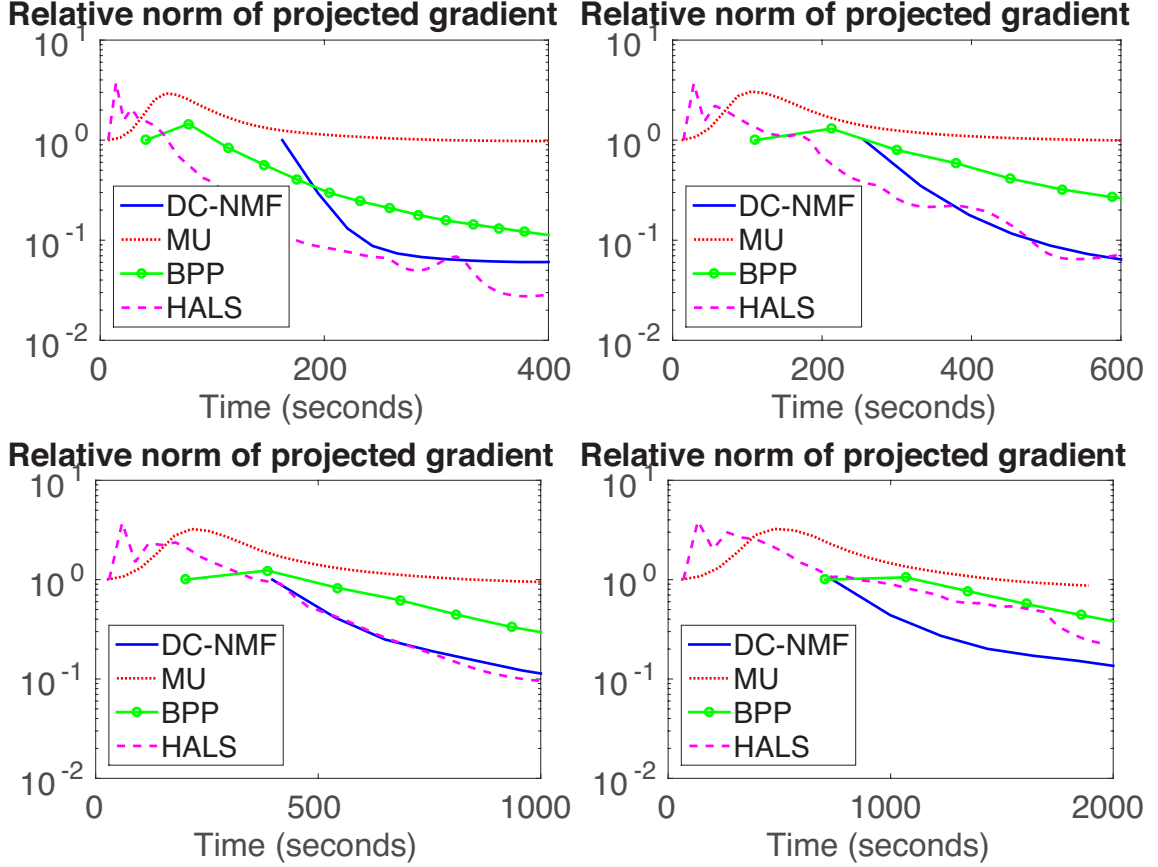 Relative norm of projected gradient
10^1
10^0
10^-1
10^-2
DC-NMF
MU
BPP
HALS
0 200 400
Time (seconds)
Relative norm of projected gradient
10^1
10^0
10^-1
10^-2
DC-NMF
MU
BPP
HALS
0 200 400 600
Time (seconds)
Relative norm of projected gradient
10^1
10^0
10^-1
10^-2
DC-NMF
MU
BPP
HALS
0 500 1000
Time (seconds)
Relative norm of projected gradient
10^1
10^0
10^-1
10^-2
DC-NMF
MU
BPP
HALS
0 1000 2000
Time (seconds)